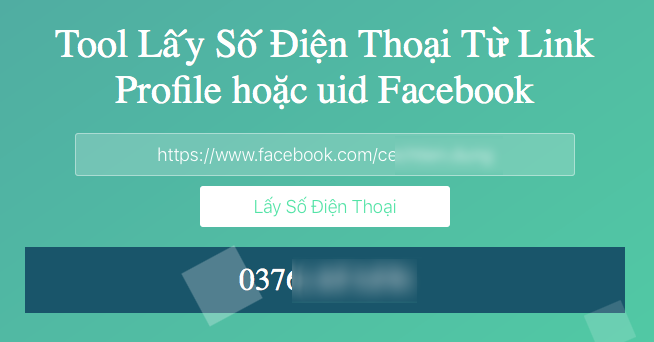 Tool Lấy Số Điện Thoại Từ Link
Profile hoặc uid Facebook
https://www.facebook.com/ce
Lấy Số Điện Thoại
0376